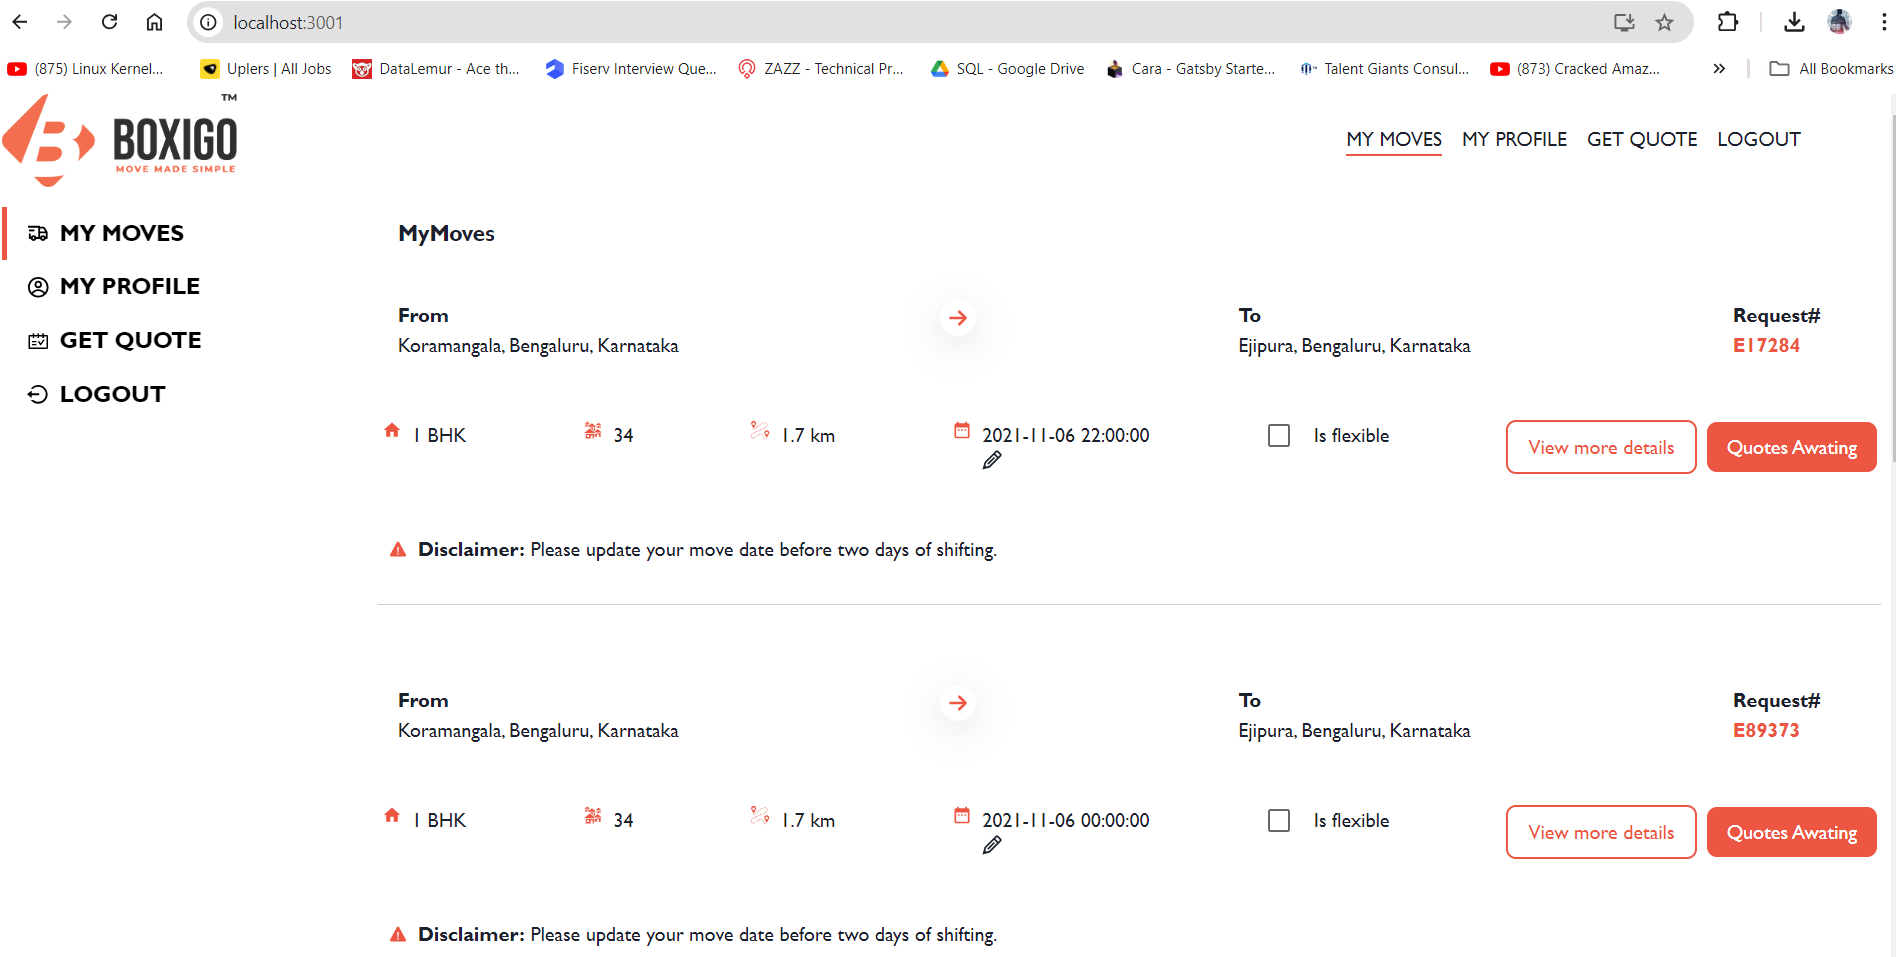 localhost:3001
(875) Linux Kernel...
Uplers | All Jobs
DataLemur - Ace th...
Fiserv Interview Que...
ZAZZ - Technical Pr...
SQL - Google Drive
Cara - Gatsby Starte...
Talent Giants Consul...
(873) Cracked Amaz...
»
All Bookmarks
TM
BOXIGO
MOVE MADE SIMPLE
MY MOVES MY PROFILE GET QUOTE LOGOUT
MY MOVES
MY PROFILE
GET QUOTE
LOGOUT
MyMoves
From
Koramangala, Bengaluru, Karnataka
To
Ejipura, Bengaluru, Karnataka
Request#
E17284
1 BHK
34
1.7 km
2021-11-06 22:00:00
Is flexible
View more details
Quotes Awating
Disclaimer: Please update your move date before two days of shifting.
From
Koramangala, Bengaluru, Karnataka
To
Ejipura, Bengaluru, Karnataka
Request#
E89373
1 BHK
34
1.7 km
2021-11-06 00:00:00
Is flexible
View more details
Quotes Awating
Disclaimer: Please update your move date before two days of shifting.